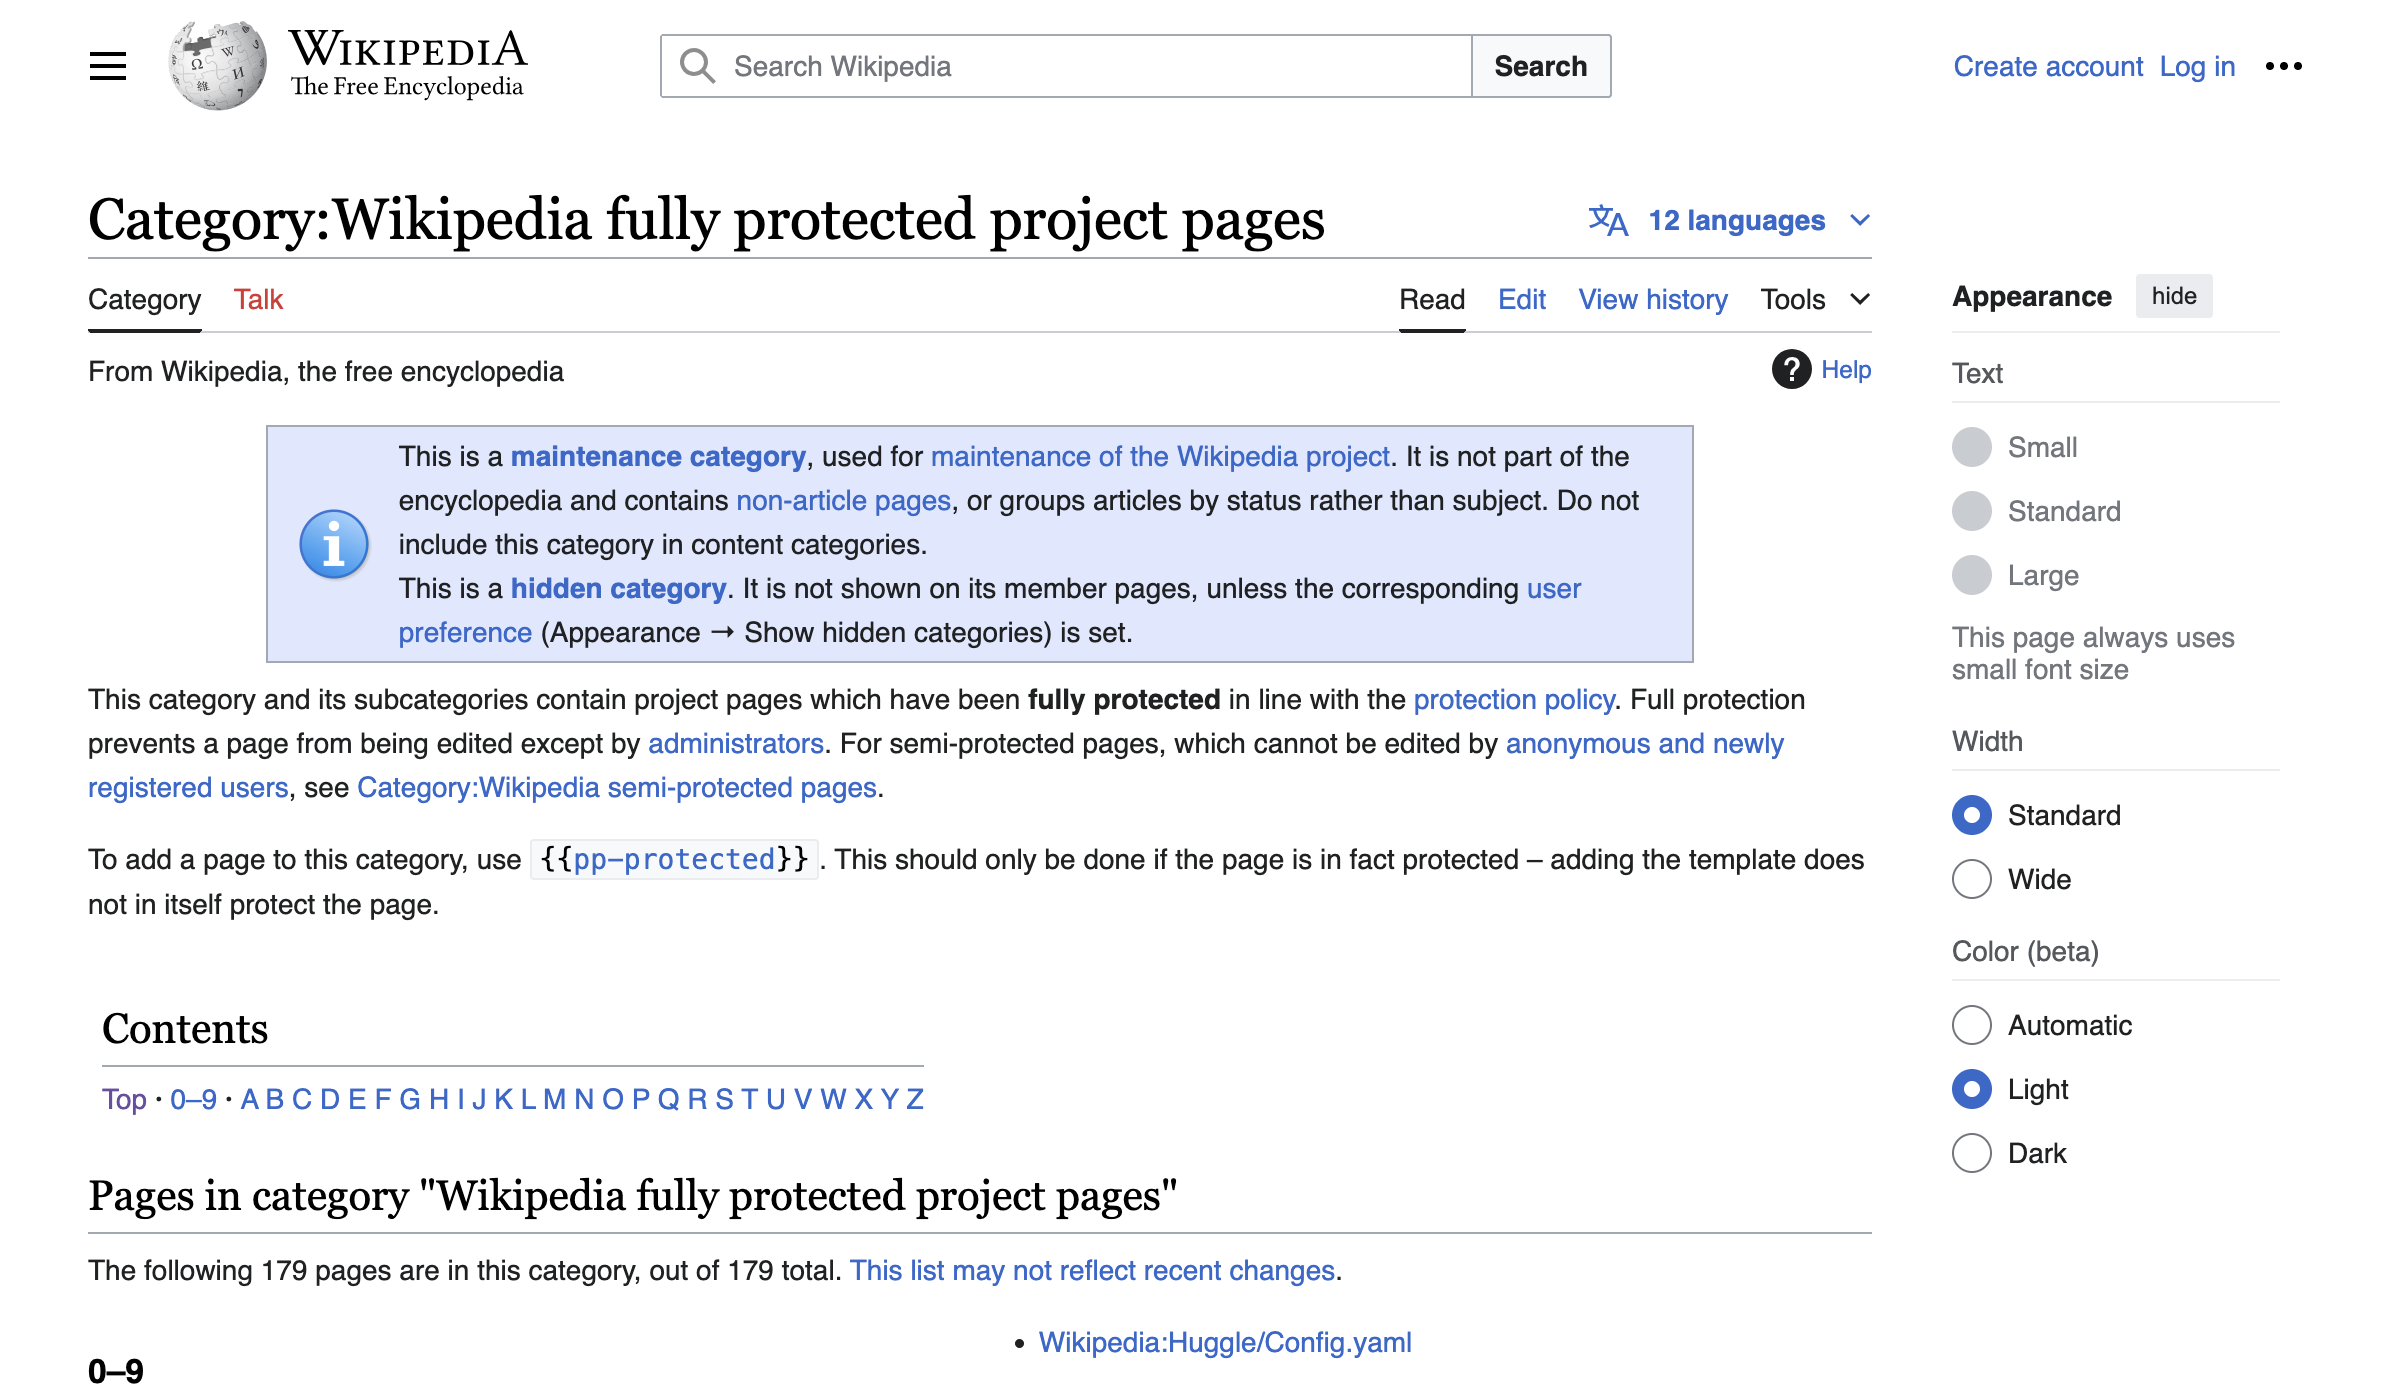 WIKIPEDIA
The Free Encyclopedia
Search Wikipedia
Search
Create account Log in
Category:Wikipedia fully protected project pages
12 languages
Category Talk
Read Edit View history Tools
From Wikipedia, the free encyclopedia
Help
This is a maintenance category, used for maintenance of the Wikipedia project. It is not part of the
encyclopedia and contains non-article pages, or groups articles by status rather than subject. Do not
include this category in content categories.
This is a hidden category. It is not shown on its member pages, unless the corresponding user
preference (Appearance → Show hidden categories) is set.
This category and its subcategories contain project pages which have been fully protected in line with the protection policy. Full protection
prevents a page from being edited except by administrators. For semi-protected pages, which cannot be edited by anonymous and newly
registered users, see Category:Wikipedia semi-protected pages.
To add a page to this category, use {{pp-protected}}. This should only be done if the page is in fact protected – adding the template does
not in itself protect the page.
Contents
Top · 0–9 · A B C D E F G H I J K L M N O P Q R S T U V W X Y Z
Pages in category "Wikipedia fully protected project pages"
The following 179 pages are in this category, out of 179 total. This list may not reflect recent changes.
0–9
• Wikipedia:Huggle/Config.yaml
Appearance hide
Text
Small
Standard
Large
This page always uses
small font size
Width
Standard
Wide
Color (beta)
Automatic
Light
Dark